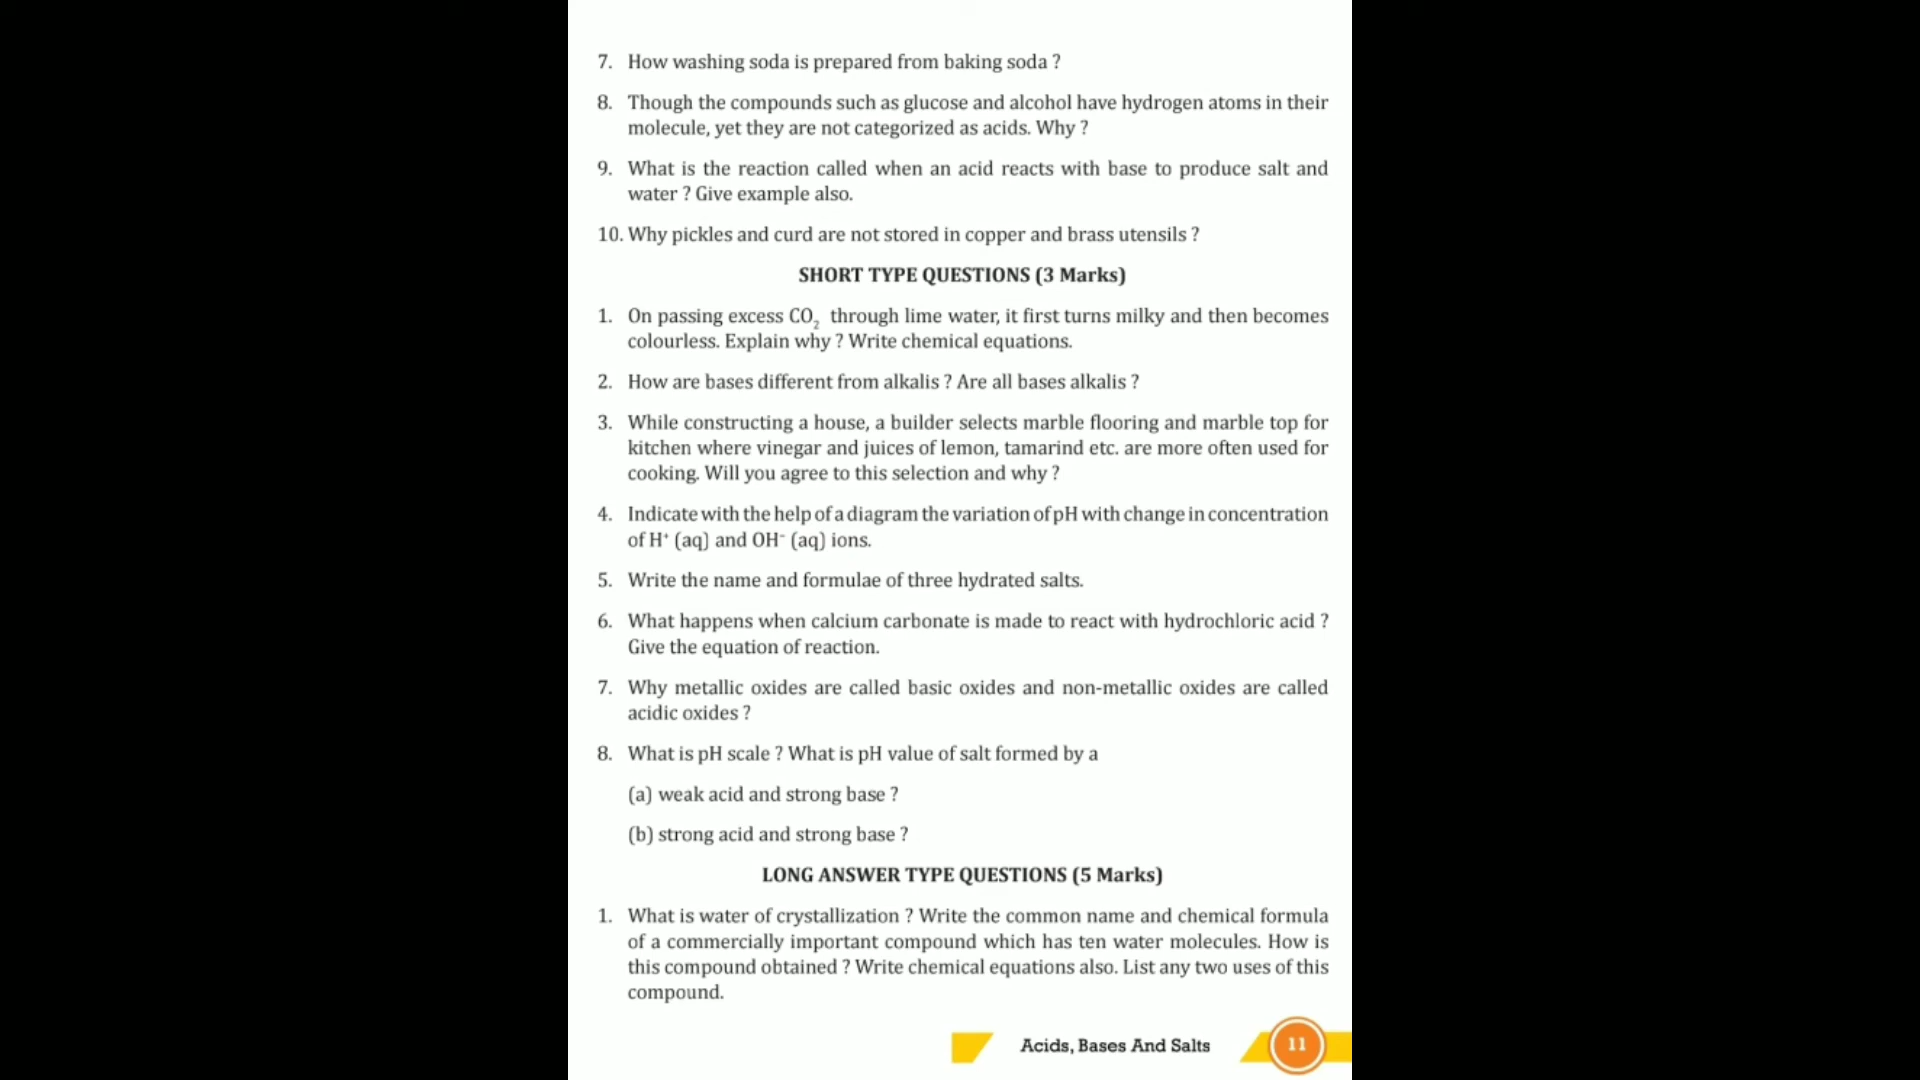 7. How washing soda is prepared from baking soda ?
8. Though the compounds such as glucose and alcohol have hydrogen atoms in their
molecule, yet they are not categorized as acids. Why ?
9. What is the reaction called when an acid reacts with base to produce salt and
water ? Give example also.
10. Why pickles and curd are not stored in copper and brass utensils ?
SHORT TYPE QUESTIONS (3 Marks)
1. On passing excess CO₂ through lime water, it first turns milky and then becomes
colourless. Explain why ? Write chemical equations.
2. How are bases different from alkalis ? Are all bases alkalis ?
3. While constructing a house, a builder selects marble flooring and marble top for
kitchen where vinegar and juices of lemon, tamarind etc. are more often used for
cooking. Will you agree to this selection and why ?
4. Indicate with the help of a diagram the variation of pH with change in concentration
of H⁺ (aq) and OH⁻ (aq) ions.
5. Write the name and formulae of three hydrated salts.
6. What happens when calcium carbonate is made to react with hydrochloric acid ?
Give the equation of reaction.
7. Why metallic oxides are called basic oxides and non-metallic oxides are called
acidic oxides ?
8. What is pH scale ? What is pH value of salt formed by a
(a) weak acid and strong base ?
(b) strong acid and strong base ?
LONG ANSWER TYPE QUESTIONS (5 Marks)
1. What is water of crystallization ? Write the common name and chemical formula
of a commercially important compound which has ten water molecules. How is
this compound obtained ? Write chemical equations also. List any two uses of this
compound.
Acids, Bases And Salts 11